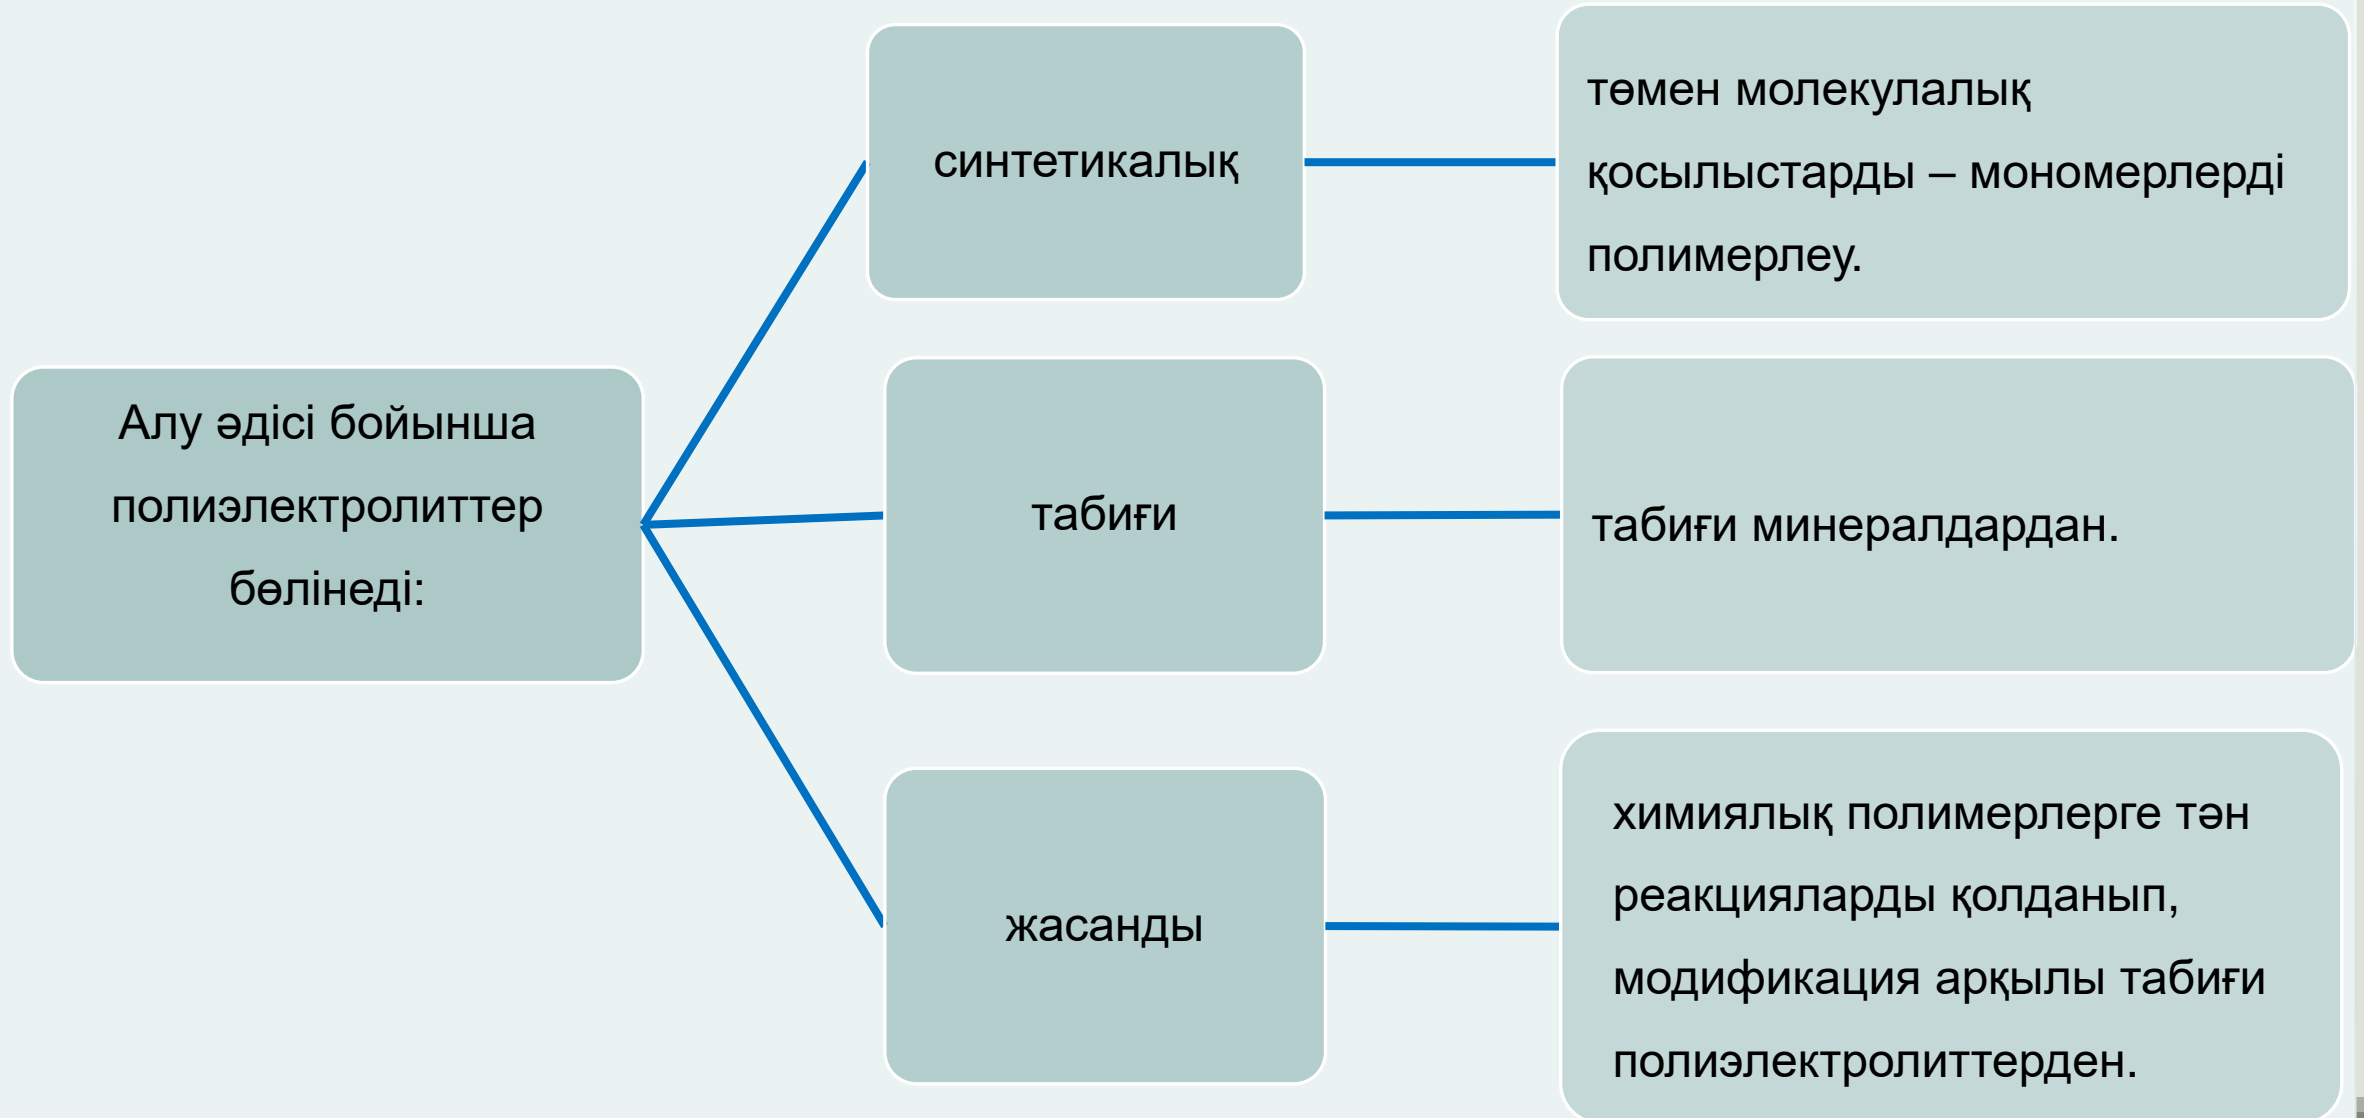 Алу әдісі бойынша
полиэлектролиттер
бөлінеді:
синтетикалық
төмен молекулалық
қосылыстарды – мономерлерді
полимерлеу.
табиғи
табиғи минералдардан.
жасанды
химиялық полимерлерге тән
реакцияларды қолданып,
модификация арқылы табиғи
полиэлектролиттерден.